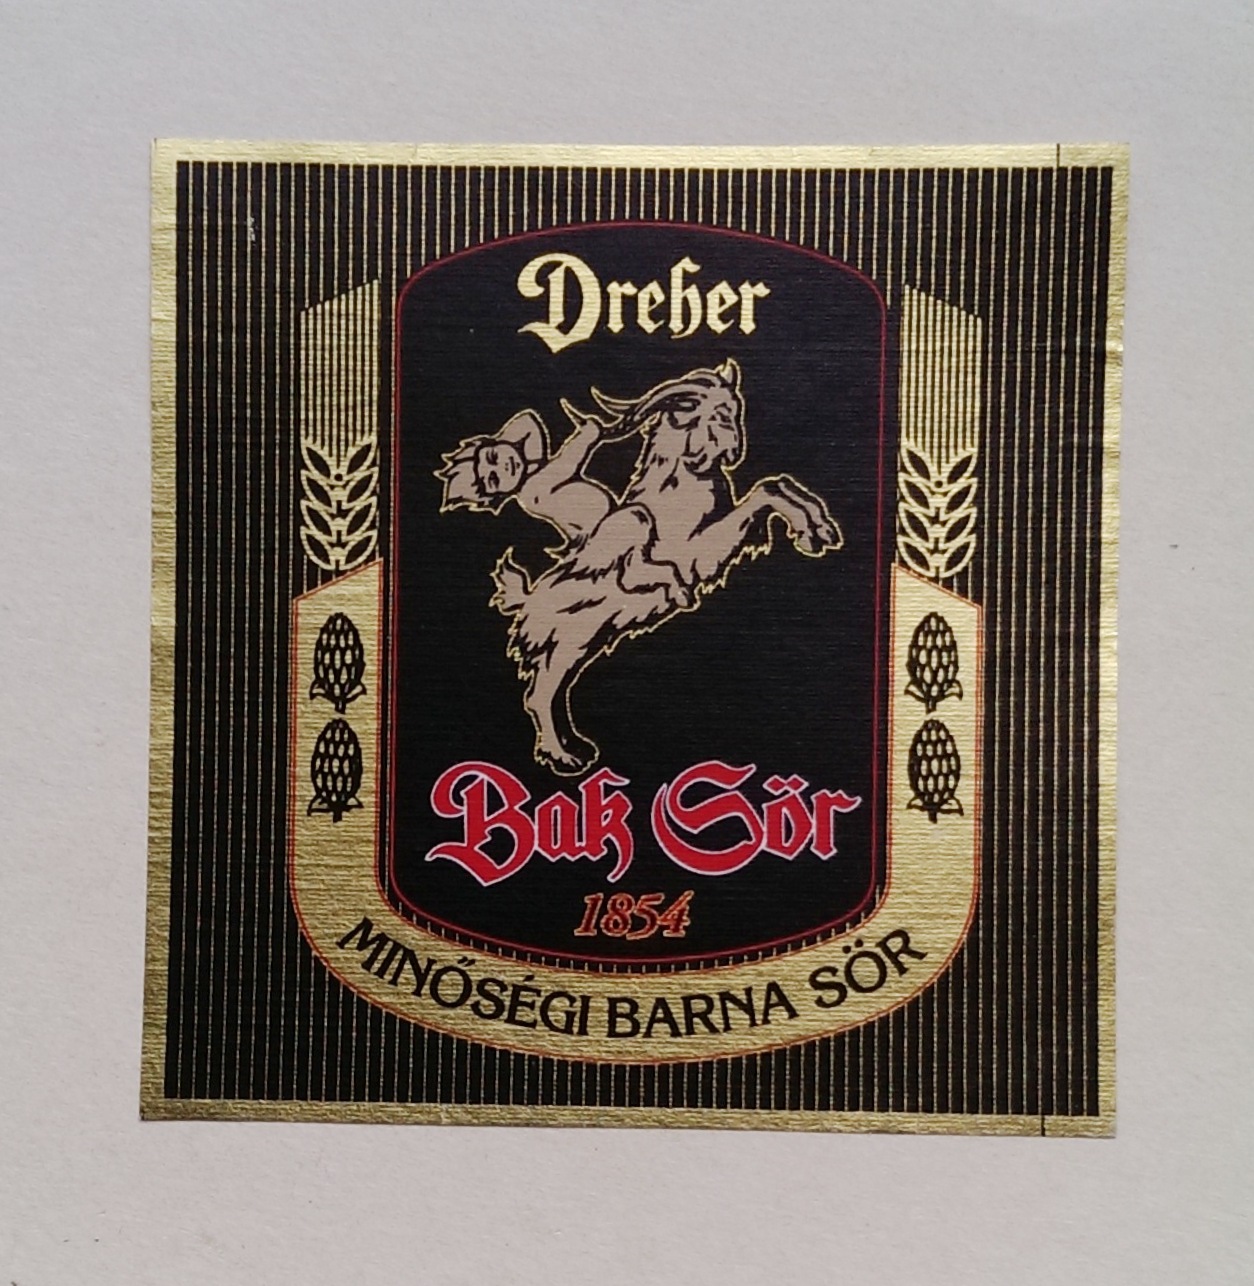 Dreher
Bak Sör
1854
MINŐSÉGI BARNA SÖR